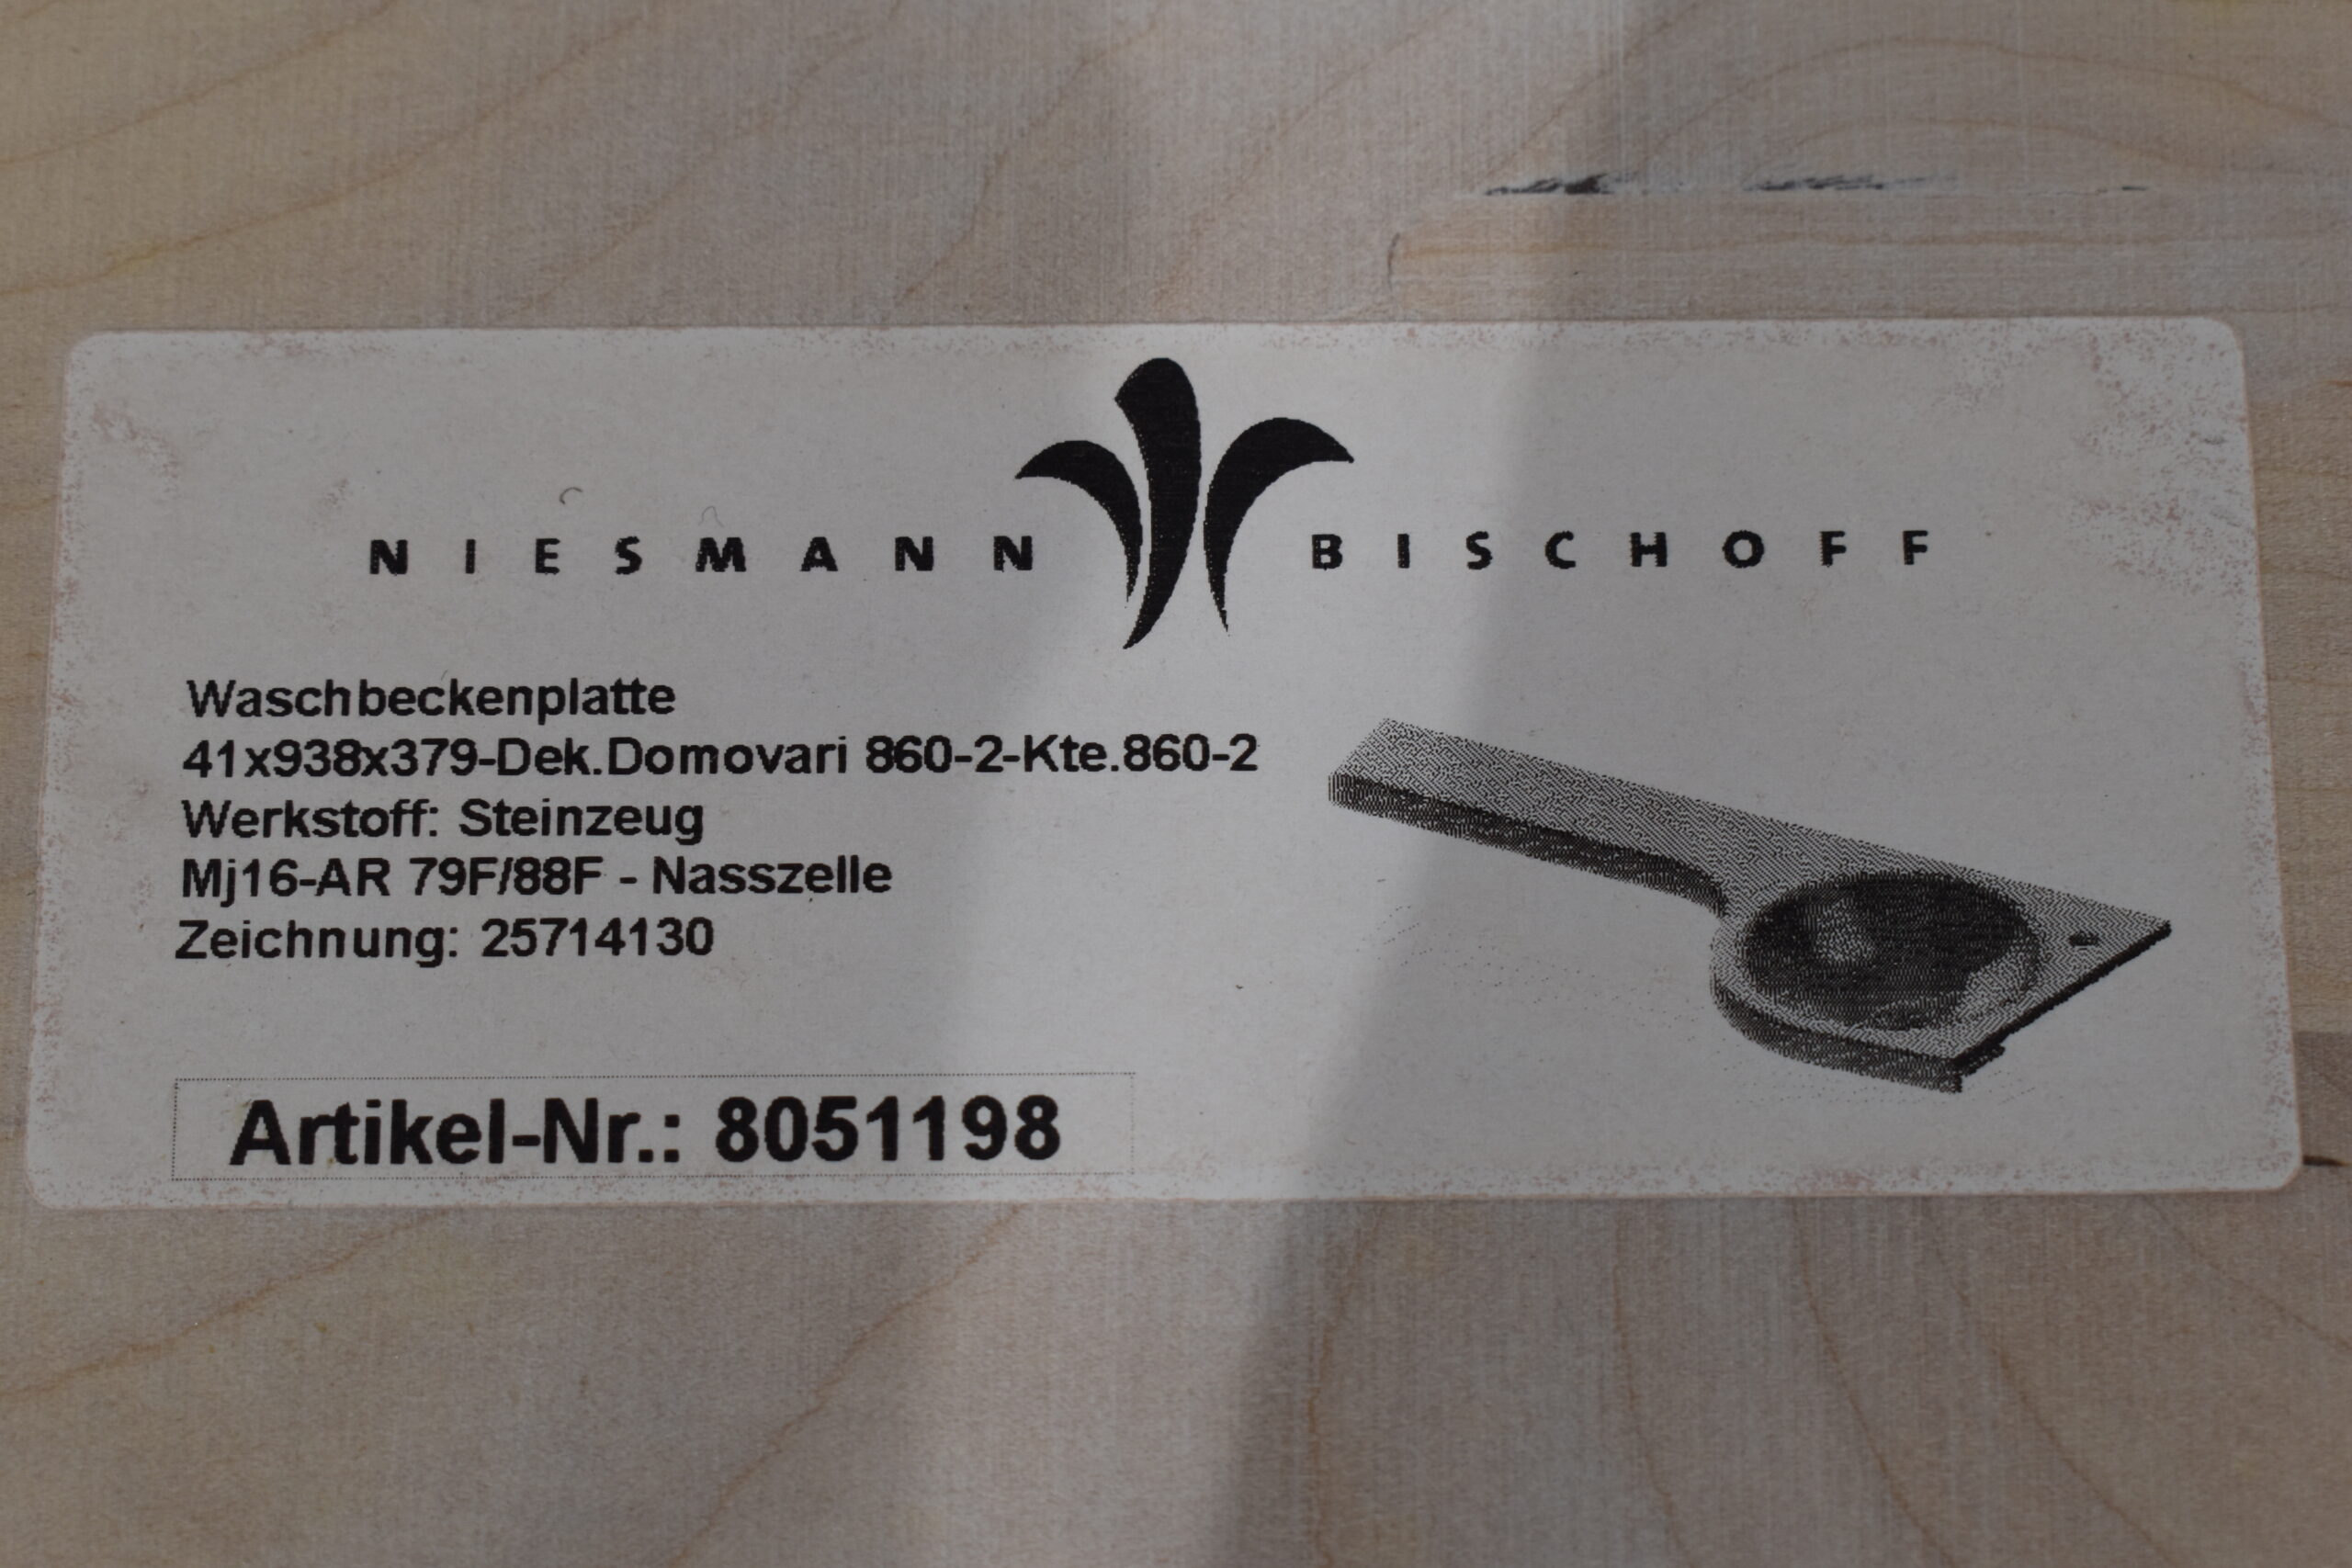 NIESMANN BISCHOFF
Waschbeckenplatte
41x938x379-Dek.Domovari 860-2-Kte.860-2
Werkstoff: Steinzeug
Mj16-AR 79F/88F - Nasszelle
Zeichnung: 25714130
Artikel-Nr.: 8051198